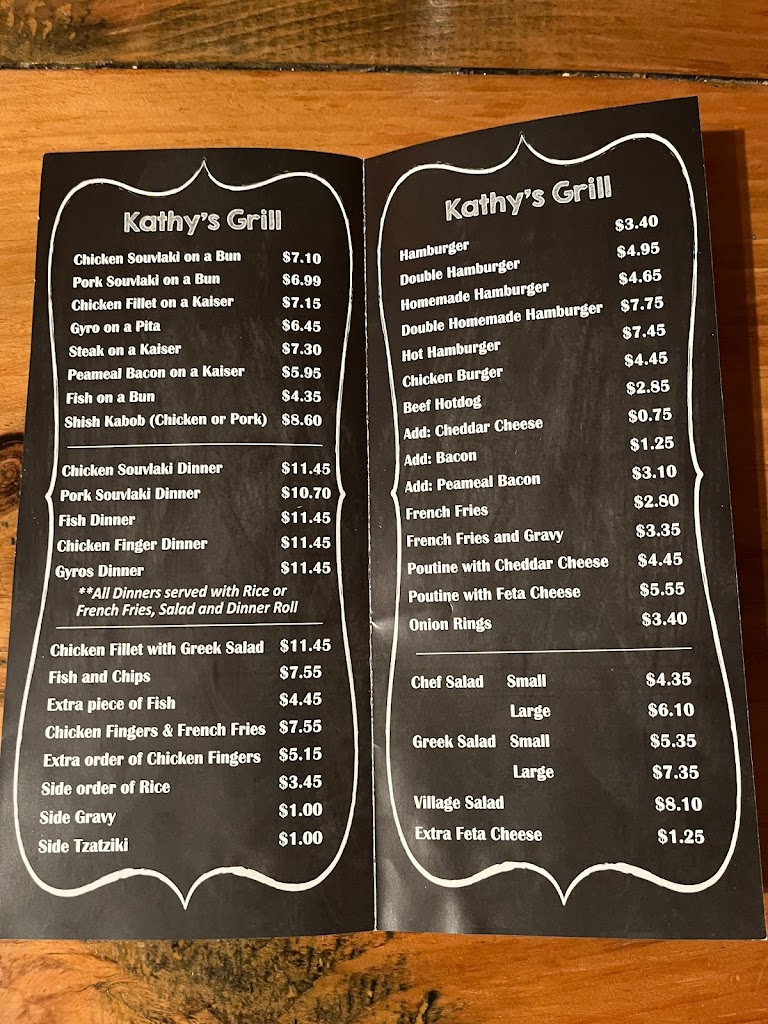 Kathy's Grill
Chicken Souvlaki on a Bun $7.10
Pork Souvlaki on a Bun $6.99
Chicken Fillet on a Kaiser $7.15
Gyro on a Pita $6.45
Steak on a Kaiser $7.30
Peameal Bacon on a Kaiser $5.95
Fish on a Bun $4.35
Shish Kabob (Chicken or Pork) $8.60
Chicken Souvlaki Dinner $11.45
Pork Souvlaki Dinner $10.70
Fish Dinner $11.45
Chicken Finger Dinner $11.45
Gyros Dinner $11.45
**All Dinners served with Rice or
French Fries, Salad and Dinner Roll
Chicken Fillet with Greek Salad $11.45
Fish and Chips $7.55
Extra piece of Fish $4.45
Chicken Fingers & French Fries $7.55
Extra order of Chicken Fingers $5.15
Side order of Rice $3.45
Side Gravy $1.00
Side Tzatziki $1.00
Kathy's Grill
Hamburger $3.40
Double Hamburger $4.95
Homemade Hamburger $4.65
Double Homemade Hamburger $7.75
Hot Hamburger $7.45
Chicken Burger $4.45
Beef Hotdog $2.85
Add: Cheddar Cheese $0.75
Add: Bacon $1.25
Add: Peameal Bacon $3.10
French Fries $2.80
French Fries and Gravy $3.35
Poutine with Cheddar Cheese $4.45
Poutine with Feta Cheese $5.55
Onion Rings $3.40
Chef Salad Small $4.35
Large $6.10
Greek Salad Small $5.35
Large $7.35
Village Salad $8.10
Extra Feta Cheese $1.25